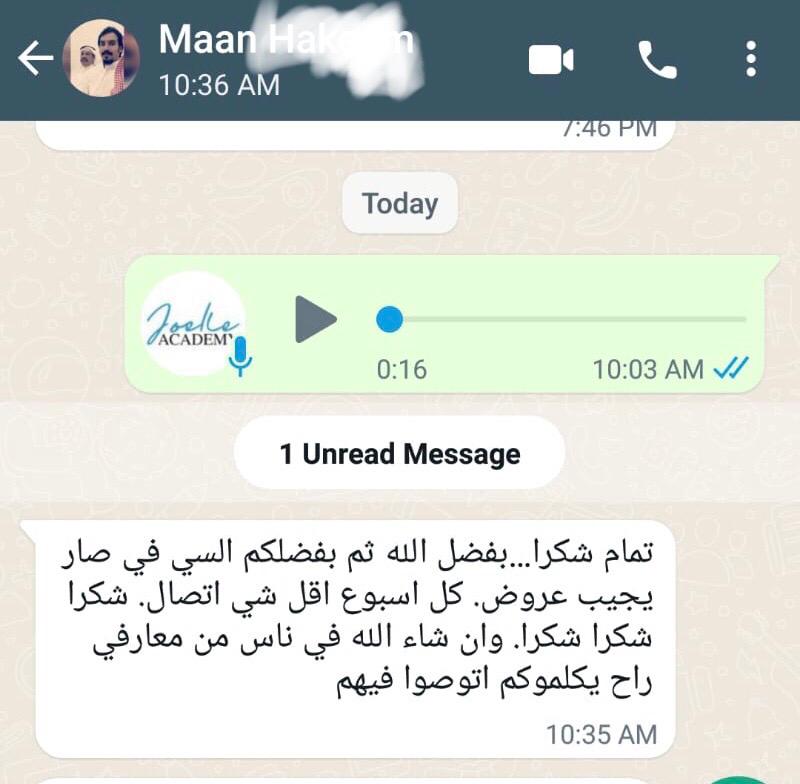 Maan
10:36 AM
7:46 PM
Today
Joelle
ACADEMY
0:16
10:03 AM
1 Unread Message
تمام شكرا...بفضل الله ثم بفضلكم السي في صار
يجيب عروض. كل اسبوع اقل شي اتصال. شكرا
شكرا شكرا. وان شاء الله في ناس من معارفي
راح يكلموكم اتوصوا فيهم
10:35 AM